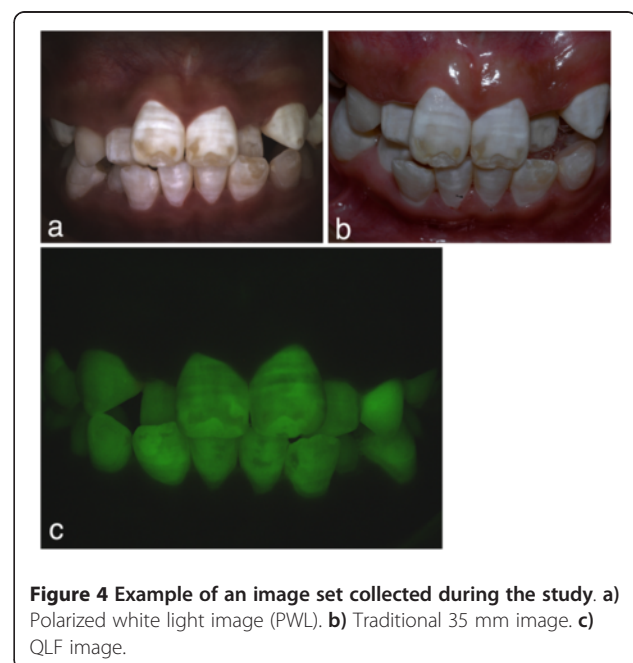 a
b
c
Figure 4 Example of an image set collected during the study. a)
Polarized white light image (PWL). b) Traditional 35 mm image. c)
QLF image.